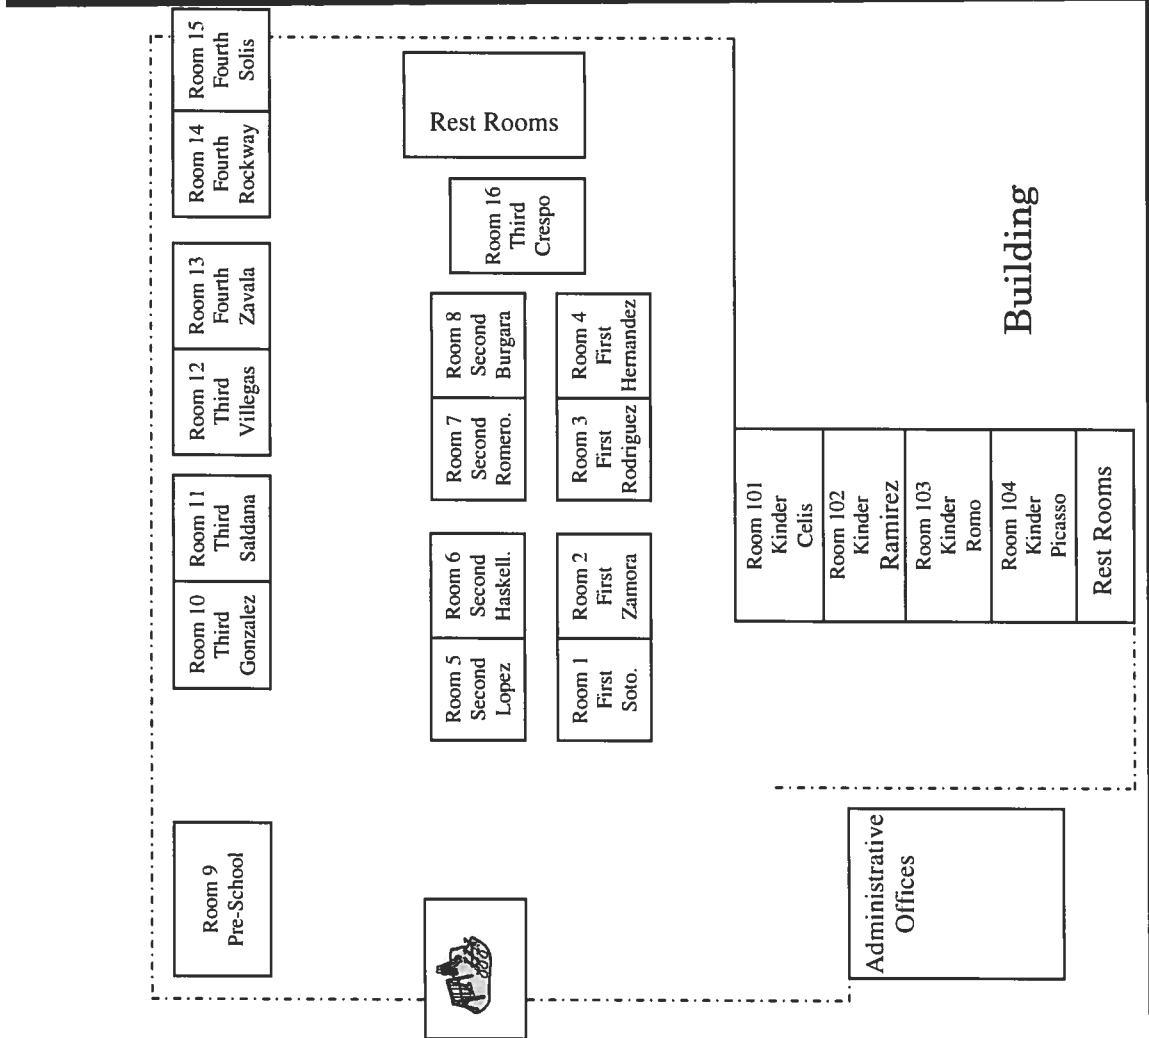 Room 15
Fourth
Solis
Room 14
Fourth
Rockway
Room 13
Fourth
Zavala
Room 12
Third
Villegas
Room 11
Third
Saldana
Room 10
Third
Gonzalez
Room 9
Pre-School
Rest Rooms
Room 16
Third
Crespo
Room 8
Second
Burgara
Room 7
Second
Romero.
Room 6
Second
Haskell.
Room 5
Second
Lopez
Room 4
First
Hernandez
Room 3
First
Rodriguez
Room 2
First
Zamora
Room 1
First
Soto.
Building
Room 101
Kinder
Celis
Room 102
Kinder
Ramirez
Room 103
Kinder
Romo
Room 104
Kinder
Picasso
Rest Rooms
Administrative
Offices